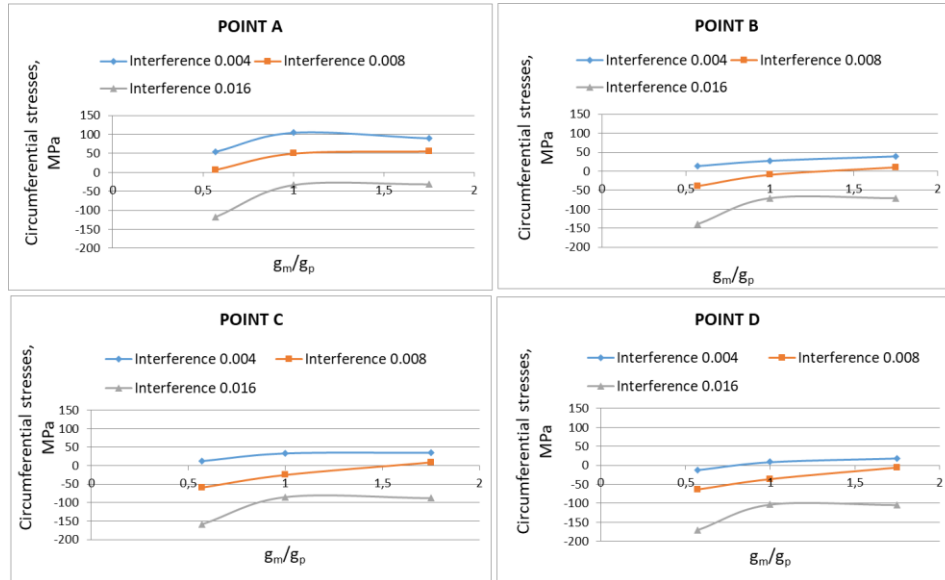 POINT A
Interference 0.004
Interference 0.008
Interference 0.016
Circumferential stresses,
MPa
150
100
50
0
-50
-100
-150
-200
0
0,5
1
1,5
2
gm/gp
POINT B
Interference 0.004
Interference 0.008
Interference 0.016
Circumferential stresses,
MPa
150
100
50
0
-50
-100
-150
-200
0
0,5
1
1,5
2
gm/gp
POINT C
Interference 0.004
Interference 0.008
Interference 0.016
Circumferential stresses,
MPa
150
100
50
0
-50
-100
-150
-200
0
0,5
1
1,5
2
gm/gp
POINT D
Interference 0.004
Interference 0.008
Interference 0.016
Circumferential stresses,
MPa
150
100
50
0
-50
-100
-150
-200
0
0,5
1
1,5
2
gm/gp